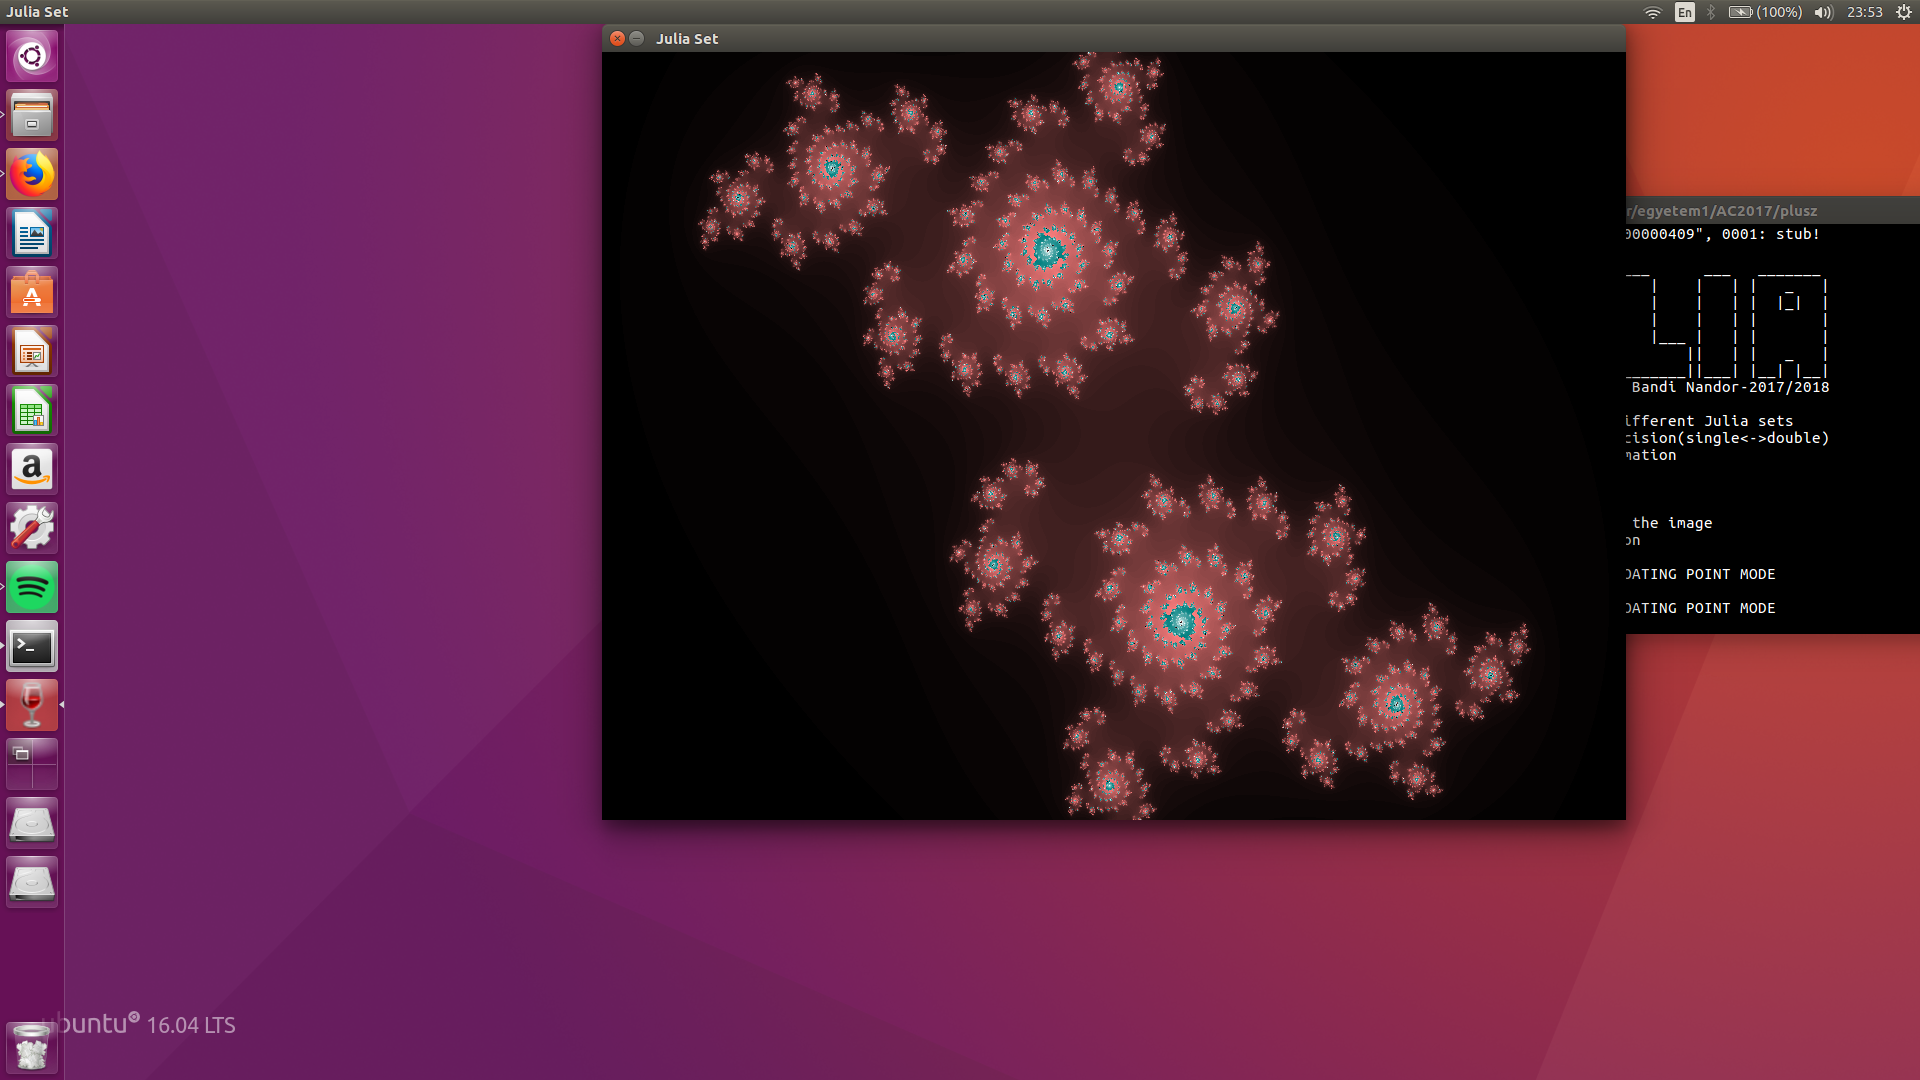 Julia Set
En
(100%)
23:53
Julia Set
r/egyetem1/AC2017/plusz
00000409", 0001: stub!
Bandi Nandor-2017/2018
ifferent Julia sets
cision(single<->double)
mation
the image
on
OATING POINT MODE
OATING POINT MODE
ubuntu 16.04 LTS